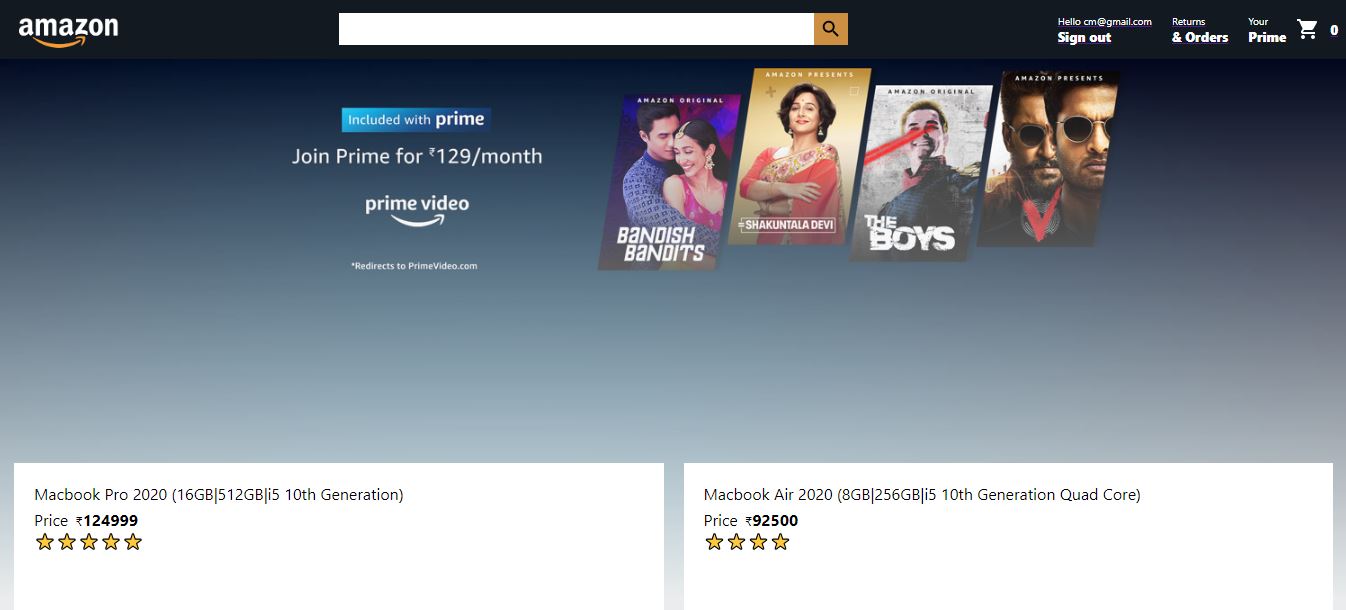 amazon
Hello cm@gmail.com
Sign out
Returns
& Orders
Your
Prime
0
Included with prime
Join Prime for ₹129/month
prime video
*Redirects to PrimeVideo.com
AMAZON ORIGINAL
BANDISH
BANDITS
AMAZON PRESENTS
=SHAKUNTALA DEVI
AMAZON ORIGINAL
THE
BOYS
AMAZON PRESENTS
V
Macbook Pro 2020 (16GB|512GB|i5 10th Generation)
Price ₹124999
Macbook Air 2020 (8GB|256GB|i5 10th Generation Quad Core)
Price ₹92500